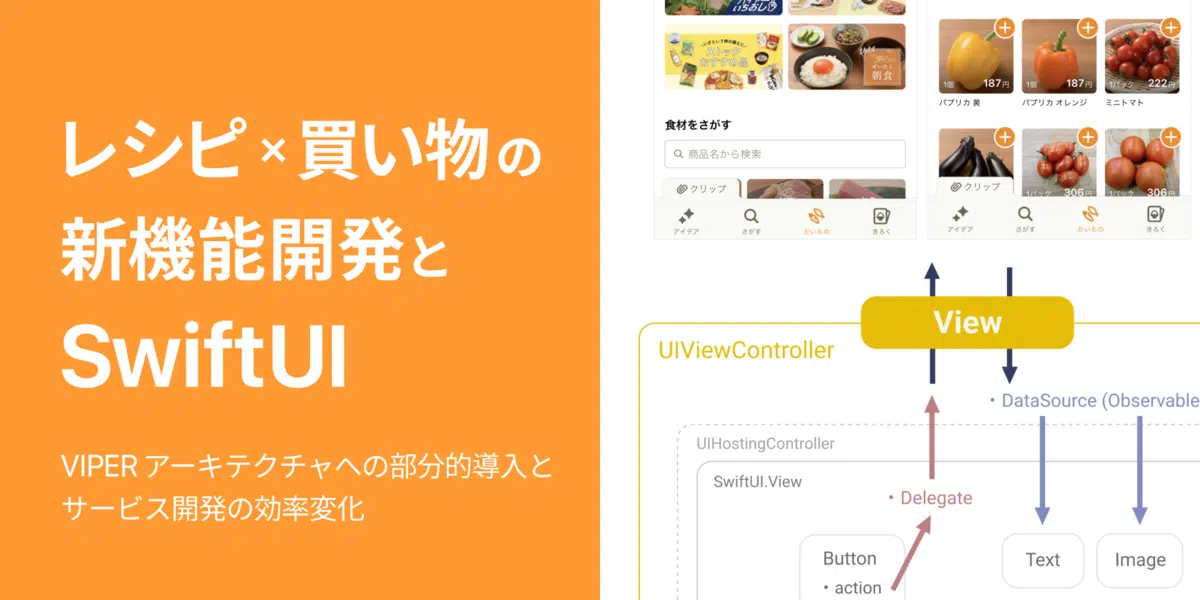 レシピ×買い物の
新機能開発と
SwiftUI
VIPER アーキテクチャへの部分的導入と
サービス開発の効率変化
いちおし
ストック
おすすめ品
ぜいたく
朝食
食材をさがす
商品名から検索
クリップ
アイデア
さがす
かいもの
きろく
1個
187円
パプリカ 黄
1個
187円
パプリカ オレンジ
1パック
222円
ミニトマト
1パック
306円
1パック
306円
クリップ
アイデア
さがす
かいもの
きろく
View
UIViewController
・DataSource (Observable
UIHostingController
SwiftUI.View
・Delegate
Button
・action
Text
Image